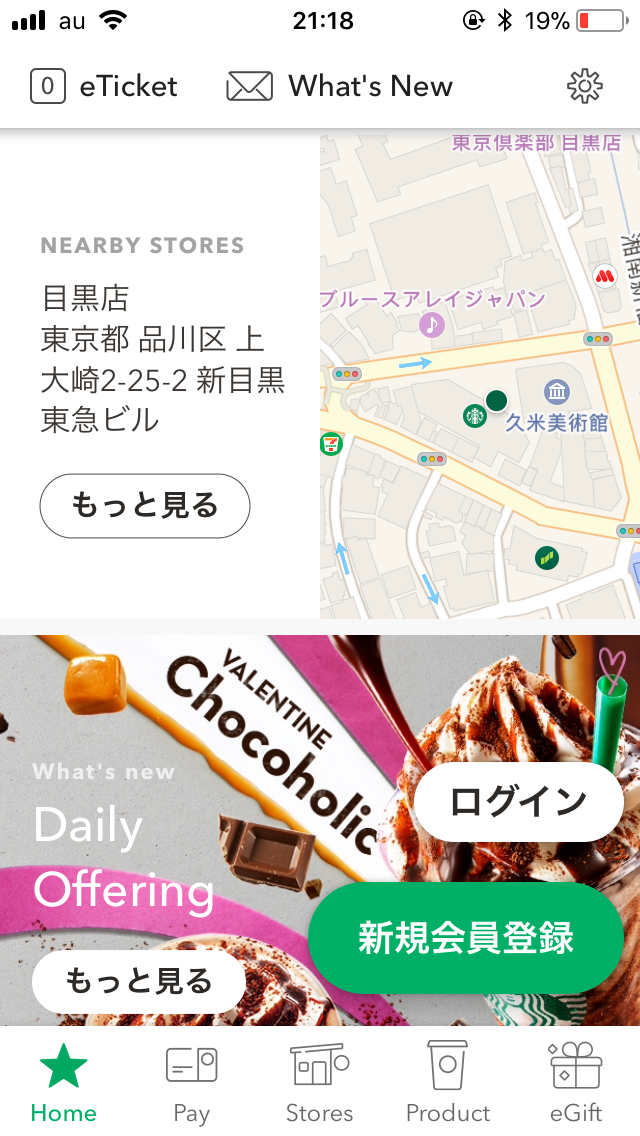 au
21:18
19%
0 eTicket
What's New
東京倶楽部 目黒店
NEARBY STORES
目黒店
東京都 品川区 上
大崎2-25-2 新目黒
東急ビル
もっと見る
ブルースアレイジャパン
久米美術館
VALENTINE
Chocoholic
What's new
Daily
Offering
ログイン
新規会員登録
もっと見る
Home
Pay
Stores
Product
eGift